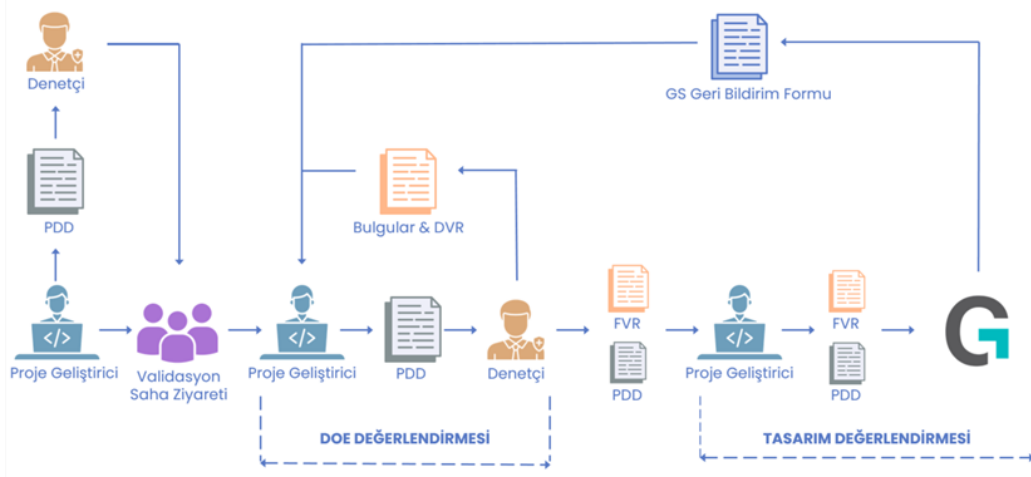 Denetçi
GS Geri Bildirim Formu
PDD
Bulgular & DVR
</> Proje Geliştirici
Validasyon
Saha Ziyareti
</> Proje Geliştirici
PDD
Denetçi
FVR
PDD
</> Proje Geliştirici
FVR
PDD
G
DOE DEĞERLENDİRMESİ
TASARIM DEĞERLENDİRMESİ